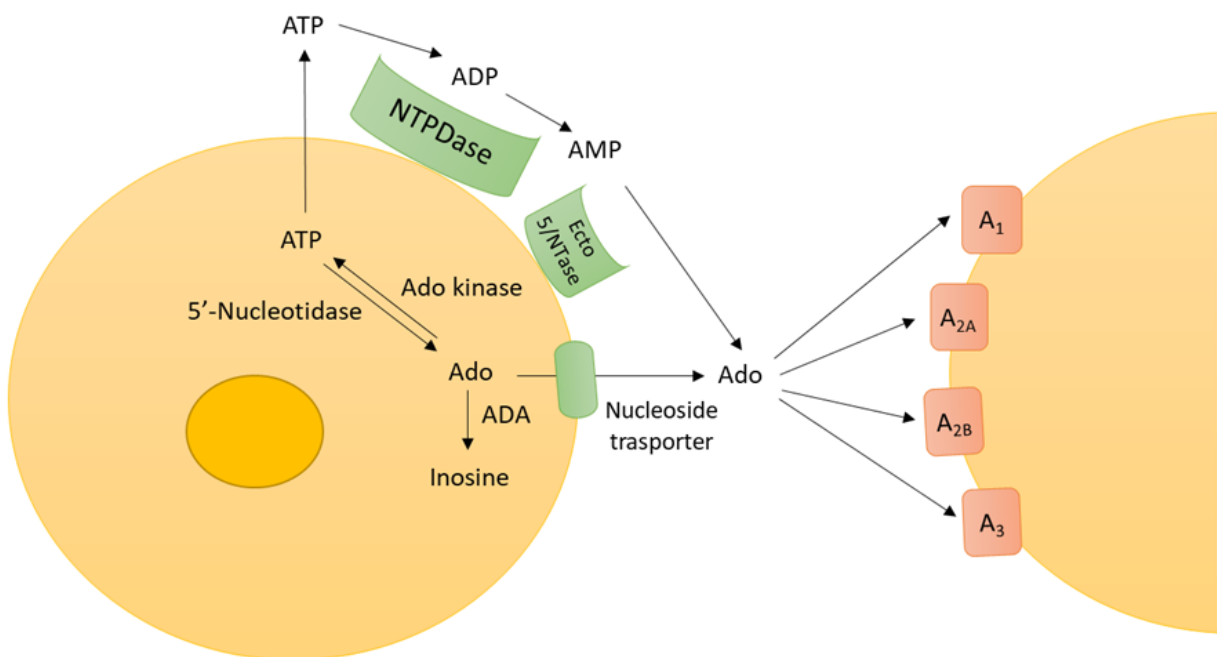 ATP
ADP
NTPDase
AMP
Ecto
5/NTase
ATP
Ado kinase
5’-Nucleotidase
Ado
ADA
Inosine
Nucleoside
trasporter
Ado
A₁
A₂A
A₂B
A₃